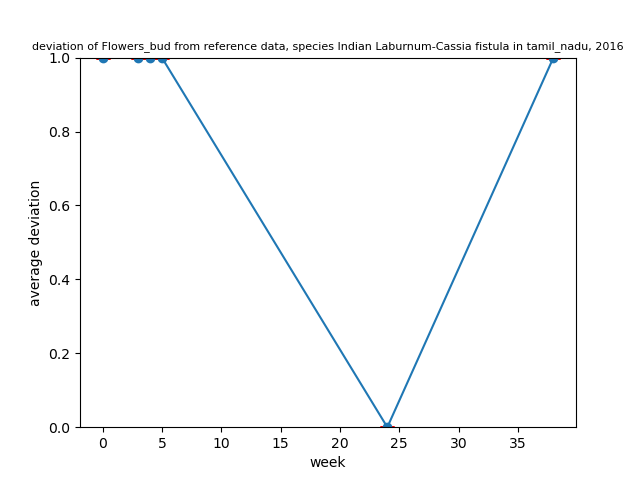 deviation of Flowers_bud from reference data, species Indian Laburnum-Cassia fistula in tamil_nadu, 2016
1.0
0.8
0.6
0.4
0.2
0.0
average deviation
0 5 10 15 20 25 30 35
week